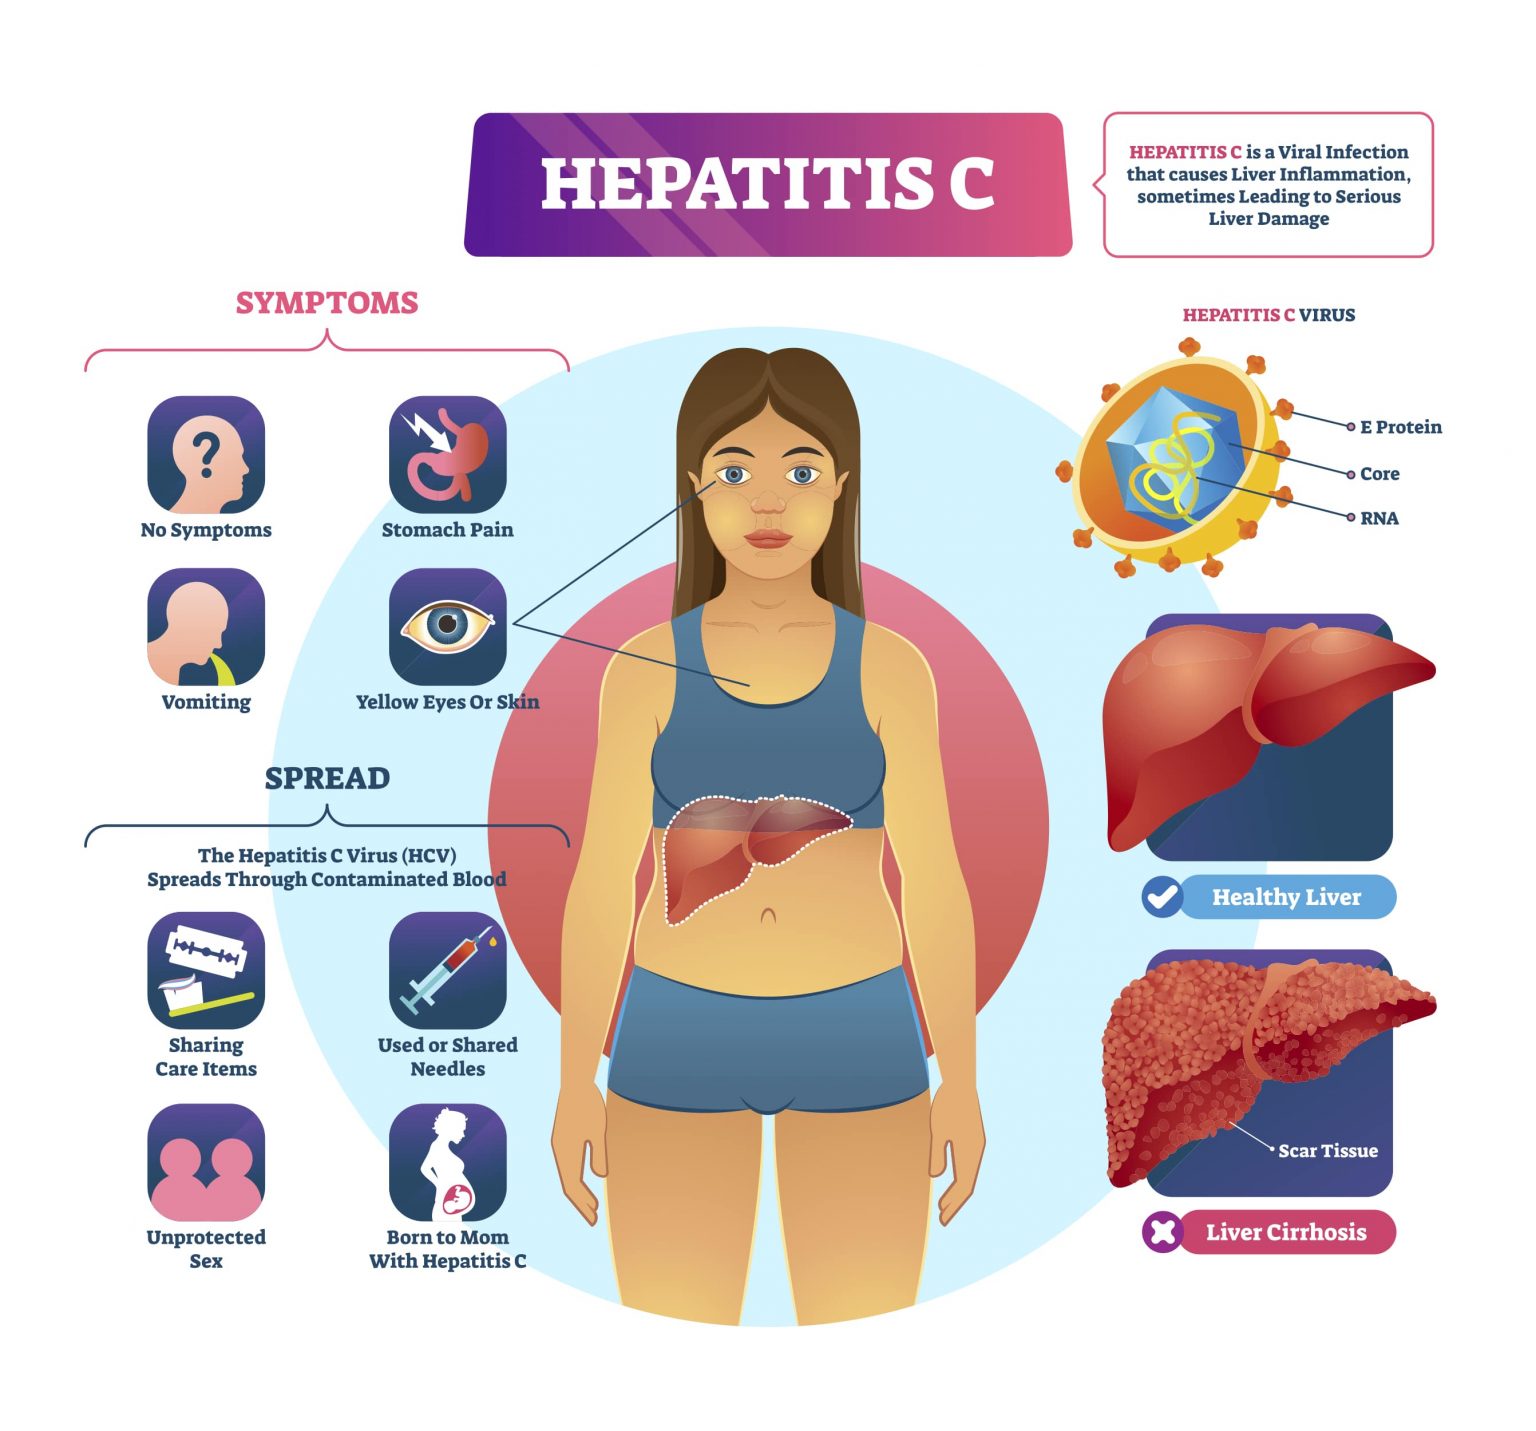 HEPATITIS C
HEPATITIS C is a Viral Infection
that causes Liver Inflammation,
sometimes Leading to Serious
Liver Damage
SYMPTOMS
No Symptoms
Stomach Pain
Vomiting
Yellow Eyes Or Skin
SPREAD
The Hepatitis C Virus (HCV)
Spreads Through Contaminated Blood
Sharing
Care Items
Used or Shared
Needles
Unprotected
Sex
Born to Mom
With Hepatitis C
HEPATITIS C VIRUS
E Protein
Core
RNA
Healthy Liver
Scar Tissue
Liver Cirrhosis
?